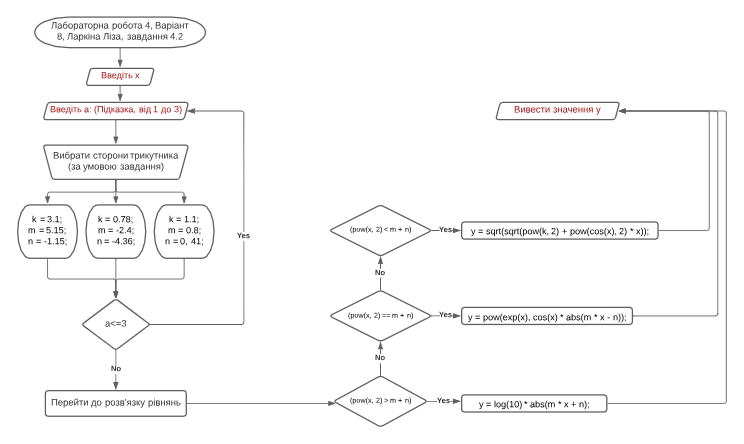 Лабораторна робота 4, Варіант
8, Ларкіна Ліза, завдання 4.2
Введіть x
Введіть а: (Підказка, від 1 до 3)
Вибрати сторони трикутника
(за умовою завдання)
k = 3.1;
m = 5.15;
n = -1.15;
k = 0.78;
m = -2.4;
n = -4.36;
k = 1.1;
m = 0.8;
n = 0, 41;
Yes
a<=3
No
Перейти до розв'язку рівнянь
Вивести значення y
(pow(x, 2) < m + n)
Yes
y = sqrt(sqrt(pow(k, 2) + pow(cos(x), 2) * x));
No
(pow(x, 2) == m + n)
Yes
y = pow(exp(x), cos(x) * abs(m * x - n));
No
(pow(x, 2) > m + n)
Yes
y = log(10) * abs(m * x + n);